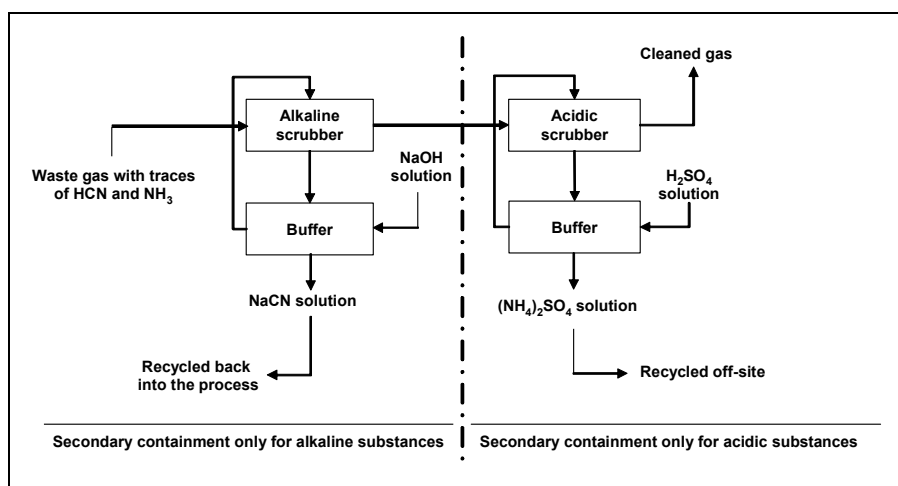 Cleaned gas
Alkaline
scrubber
Acidic
scrubber
Waste gas with traces
of HCN and NH₃
NaOH
solution
H₂SO₄
solution
Buffer
Buffer
NaCN solution
(NH₄)₂SO₄ solution
Recycled back
into the process
Recycled off-site
Secondary containment only for alkaline substances
Secondary containment only for acidic substances